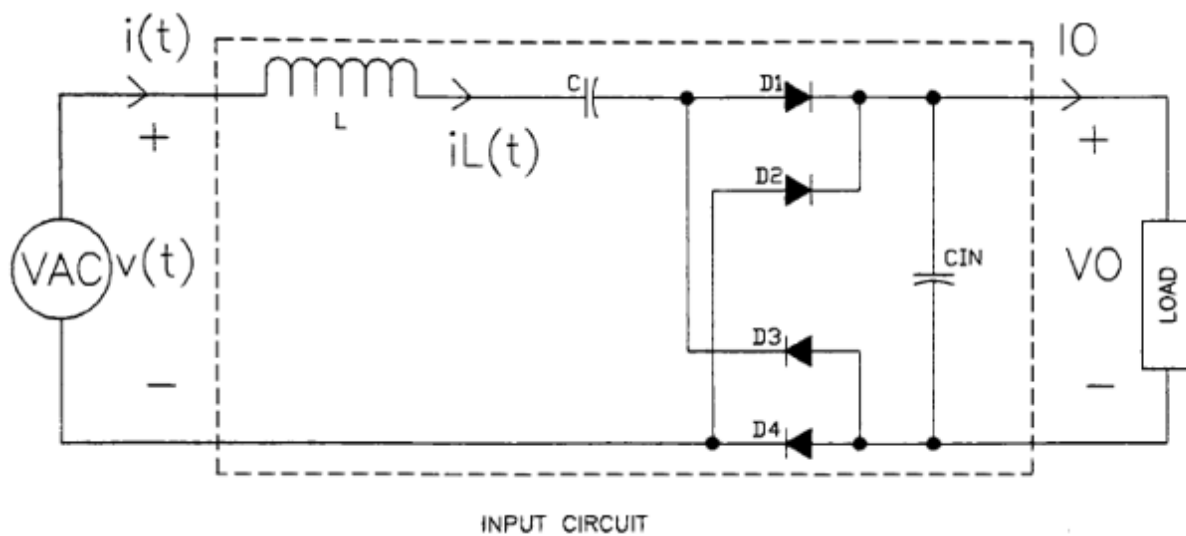 i(t)
IO
L
C
D1
iL(t)
+
+
D2
VAC
v(t)
CIN
VO
LOAD
D3
−
−
D4
INPUT CIRCUIT